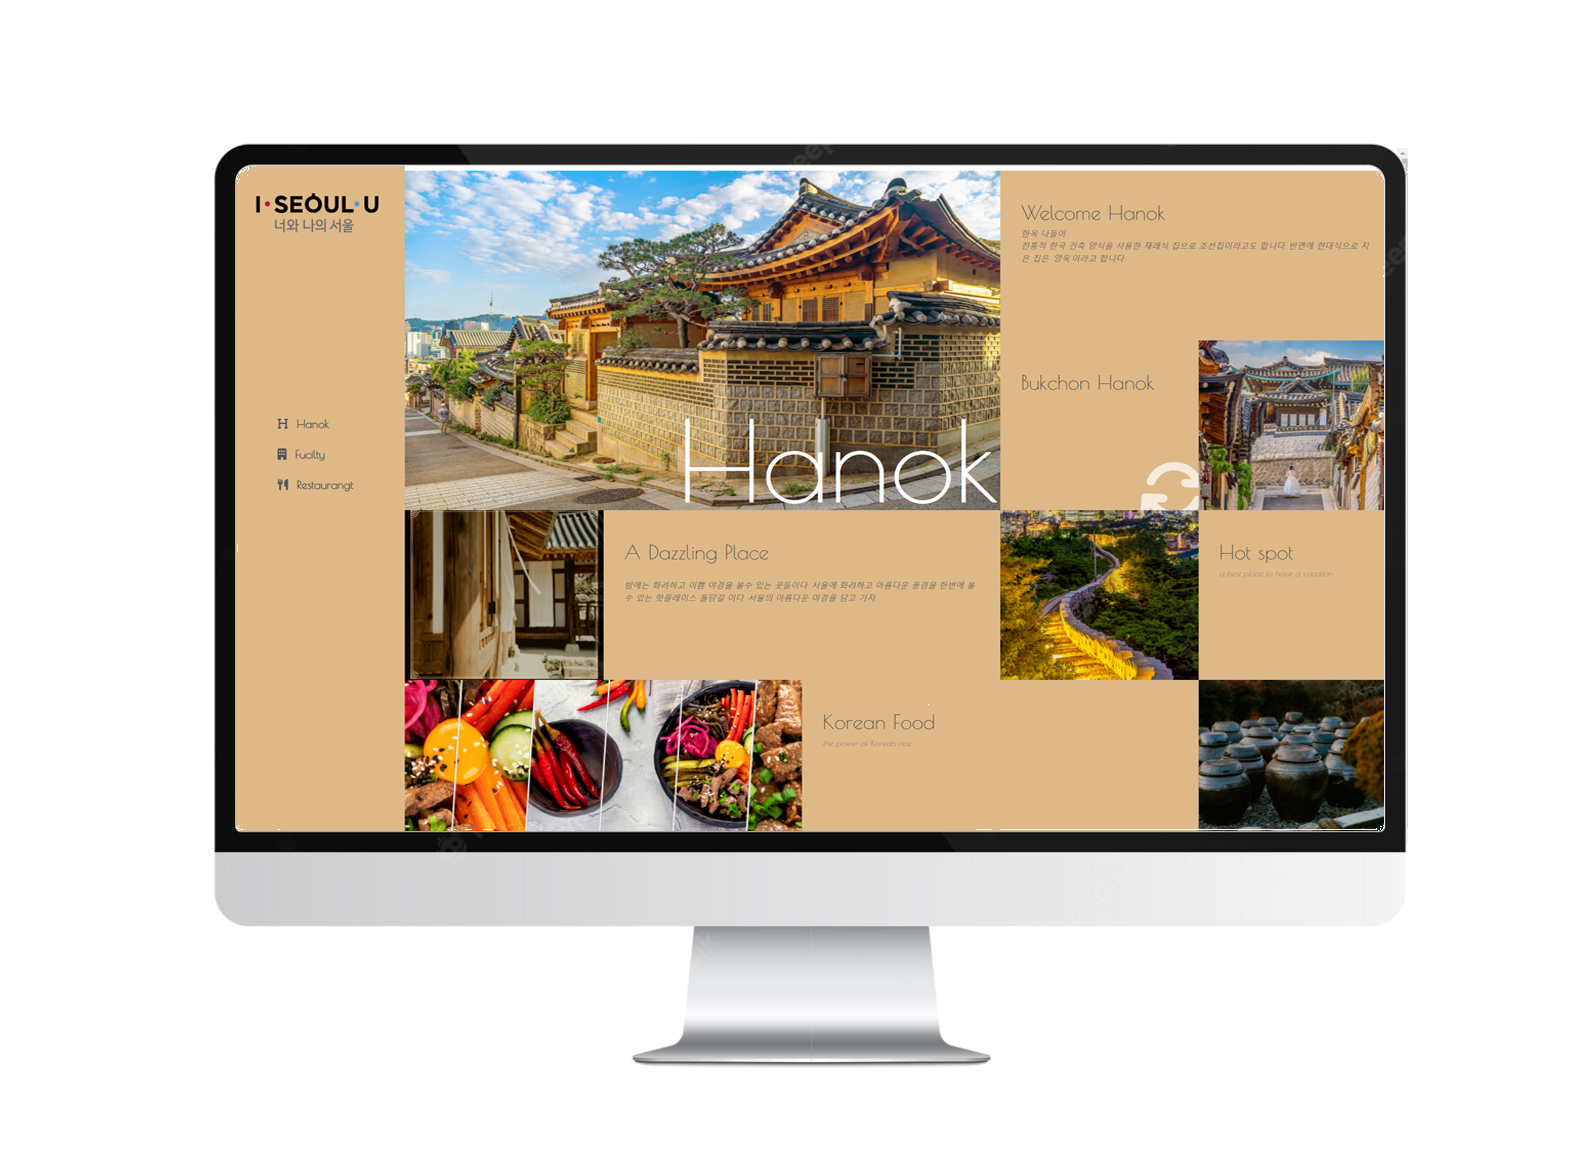 I·SEOUL·U
너와 나의 서울
Hanok
Fucilty
Restaurangt
Hanok
Welcome Hanok
한옥 나들이
전통적 한국 건축 양식을 사용한 재래식 집으로 조선집이라고도 합니다. 반면에 현대식으로 지
은 집은 양옥이라고 합니다.
Bukchon Hanok
A Dazzling Place
밤에는 화려하고 이쁜 야경을 볼수 있는 곳들이다. 서울에 화려하고 아름다운 풍경을 한번에 볼
수 있는 핫플레이스 돌담길 이다. 서울의 아름다운 야경을 담고 가자.
Hot spot
a best place to have a vacation
Korean Food
the power of Korean rice